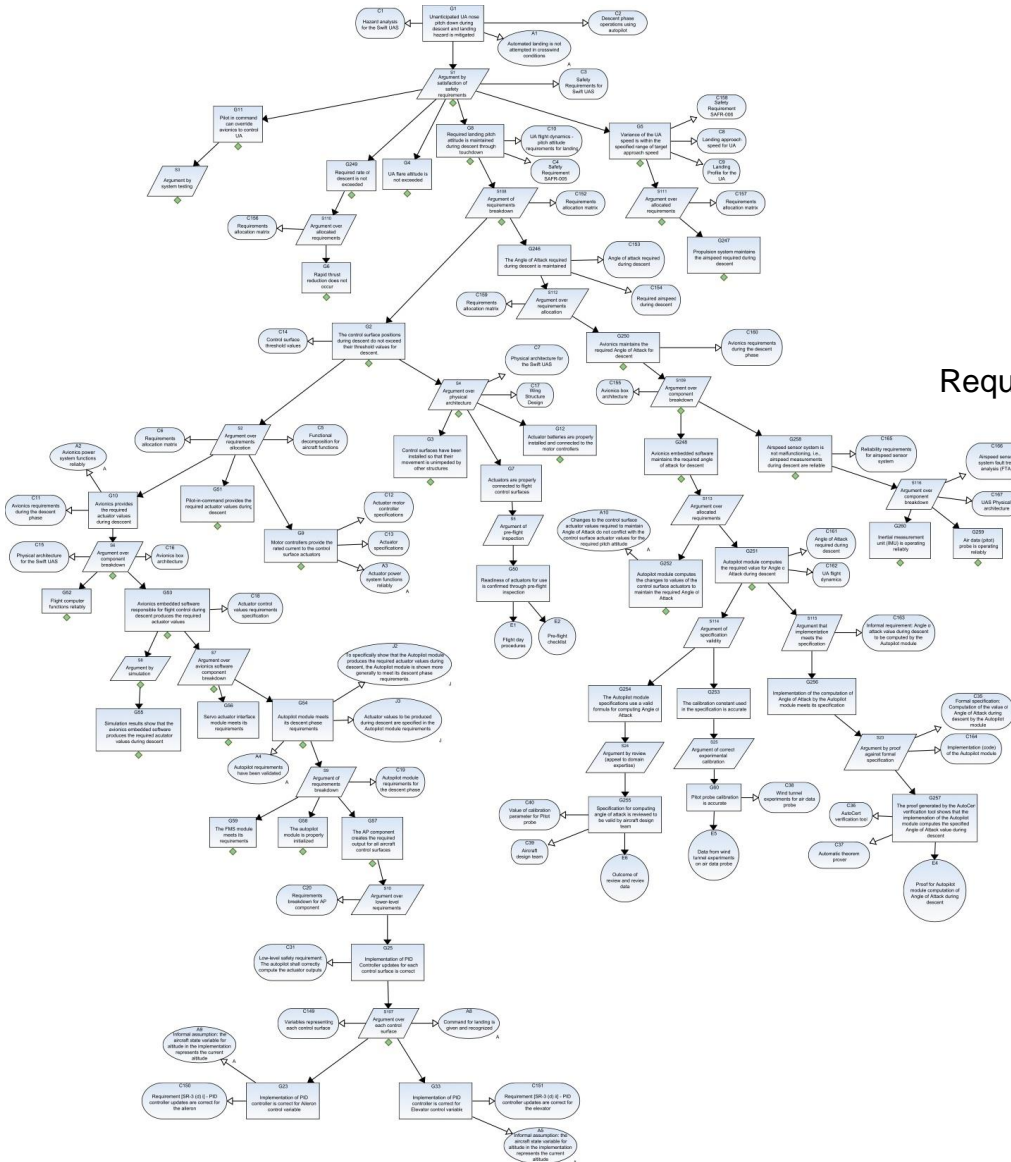 C1
Hazard analysis
for the Swift UAS
G1
Unanticipated UA nose
pitch down during
descent and landing
hazard is mitigated
C2
Descent phase
operations using
autopilot
A1
Automated landing is not
attempted in crosswind
conditions
A
S1
Argument by
satisfaction of
safety
requirements
C3
Safety
Requirements for
Swift UAS
G11
Pilot in command
can override
avionics to control
UA
Argument by
system testing
G249
Required rate of
descent is not
exceeded
G4
UA flare altitude is
not exceeded
G8
Required landing pitch
attitude is maintained
during descent through
touchdown
C10
UA flight dynamics -
pitch attitude
requirements for landing
C4
Safety
Requirement
SAFR-005
Variance of the UA
speed is within the
specified range of target
approach speed
Safety
Requirement
SAFR-006
Landing approach
speed for UA
Landing
Profile for the
UA
Requirements
allocation matrix
Argument over
allocated
requirements
G6
Rapid thrust
reduction does not
occur
Argument of
requirements
breakdown
C152
Requirements
allocation matrix
S111
Argument over
allocated
requirements
C157
Requirements
allocation matrix
G247
Propulsion system maintains
the airspeed required during
descent
The Angle of Attack required
during descent is maintained
Angle of attack required
during descent
C154
Required airspeed during
descent
Requirements
allocation matrix
S112
Argument over
requirements
allocation
G250
Avionics maintains the
required Angle of Attack for
descent
C160
Avionics requirements
during the descent
phase
Requ
C14
Control surface
threshold values
G2
The control surface positions
during descent do not exceed
their threshold values for
descent
C7
Physical architecture
for the Swift UAS
Argument over
physical
architecture
C17
Wing
Structure
Design
C155
Avionics box
architecture
Argument over
component
breakdown
Requirements
allocation matrix
Argument over
requirements
allocation
C5
Functional
decomposition for
aircraft functions
G3
Control surfaces have been
installed so that their
movement is unimpeded by
other structures
G12
Actuator batteries are properly
installed and connected to the
motor controllers
G7
Actuators are properly
connected to flight
control surfaces
G248
Avionics embedded software
maintains the required angle
of attack for descent
G258
Airspeed sensor system is
not malfunctioning, i.e.,
airspeed measurements
during descent are reliable
C165
Reliability requirements
for airspeed sensor
system
Airspeed sensor
system fault tree
analysis (FTA)
Argument over
component
breakdown
C167
UAS Physical
architecture
G260
Inertial measurement
unit (IMU) is operating
reliably
G259
Air data (pitot)
probe is operating
reliably
A2
Avionics power
system functions
reliably
A
C11
Avionics requirements
during the descent
phase
G10
Avionics provides
the required
actuator values
during descent
G51
Pilot-in-command provides the
required actuator values during
descent
G9
Motor controllers provide the
rated current to the control
surface actuators
C12
Actuator motor
controller
specifications
C13
Actuator
specifications
A3
Actuator power
system functions reliably
A
Argument of
pre-flight
inspection
G50
Readiness of actuators for use
is confirmed through pre-flight
inspection
E1
Flight day
procedures
E2
Pre-flight
checklist
S113
Argument over
allocated
requirements
A10
Changes to the control surface
actuator values required to maintain
Angle of Attack do not conflict with the
control surface actuator values for the
required pitch attitude
A
G252
Autopilot module computes
the changes to values of the
control surface actuators to
maintain the required Angle of
Attack
G251
Autopilot module computes
the required value for Angle of
Attack during descent
C161
Angle of Attack
required during
descent
C162
UA flight
dynamics
C15
Physical architecture
for the Swift UAS
Argument over
component
breakdown
C16
Avionics box
architecture
G52
Flight computer
functions reliably
G53
Avionics embedded software
responsible for flight control during
descent produces the required
actuator values
C18
Actuator control
values requirements
specification
Argument by
simulation
S7
Argument over
avionics software
component
breakdown
J2
To specifically show that the Autopilot module
produces the required actuator values during
descent, the Autopilot module is shown more
generally to meet its descent phase
requirements.
J
G55
Simulation results show that the
avionics embedded software
produces the required actuator
values during descent
Servo actuator interface
module meets its
requirements
G54
Autopilot module meets
its descent phase
requirements
J3
Actuator values to be produced
during descent are specified in the
Autopilot module requirements
J
A4
Autopilot requirements
have been validated
A
Argument of
requirements
breakdown
C19
Autopilot module
requirements for
the descent phase
G59
The FMS module
meets its
requirements
G58
The autopilot
module is properly
initialized
G57
The AP component
creates the required
output for all aircraft
control surfaces
C20
Requirements
breakdown for AP
component
S10
Argument over
lower-level
requirements
S114
Argument of
specification
validity
S115
Argument that
implementation
meets the
specification
C163
Informal requirement: Angle of
attack value during descent
to be computed by the
Autopilot module
G254
The Autopilot module
specifications use a valid
formula for computing Angle of
Attack
G253
The calibration constant used
in the specification is accurate
G256
Implementation of the computation of
Angle of Attack by the Autopilot
module meets its specification
Argument by review
(appeal to domain
expertise)
Argument of correct
experimental
calibration
Argument by proof
against formal
specification
Formal specification:
Computation of the value of
Angle of Attack during
descent by the Autopilot
module
C164
Implementation (code)
of the Autopilot module
C40
Value of calibration
parameter for Pitot
probe
G255
Specification for computing
angle of attack is reviewed to
be valid by aircraft design
team
C39
Aircraft
design team
Outcome of
review and review
data
G60
Pitot probe calibration
is accurate
C38
Wind tunnel
experiments for air data
probe
E5
Data from wind
tunnel experiments
on air data probe
C36
AutoCert
verification tool
G257
The proof generated by the AutoCert
verification tool shows that the
implementation of the Autopilot
module computes the specified
Angle of Attack value during
descent
C37
Automatic theorem
prover
E4
Proof for Autopilot
module computation of
Angle of Attack during
descent
C31
Low-level safety requirement:
The autopilot shall correctly
compute the actuator outputs
G25
Implementation of PID
Controller updates for each
control surface is correct
C149
Variables representing
each control surface
Argument over
each control
surface
Command for landing is
given and recognized
A
Informal assumption: the
aircraft state variable for
altitude in the implementation
represents the current
altitude
A
C150
Requirement [SR-3 (d) i] - PID
controller updates are correct for
the aileron
G23
Implementation of PID
controller is correct for Aileron
control variable
G33
Implementation of PID
controller is correct for
Elevator control variable
C151
Requirement [SR-3 (d) ii] - PID
controller updates are correct for
the elevator
Informal assumption: the
aircraft state variable for
altitude in the implementation
represents the current
altitude